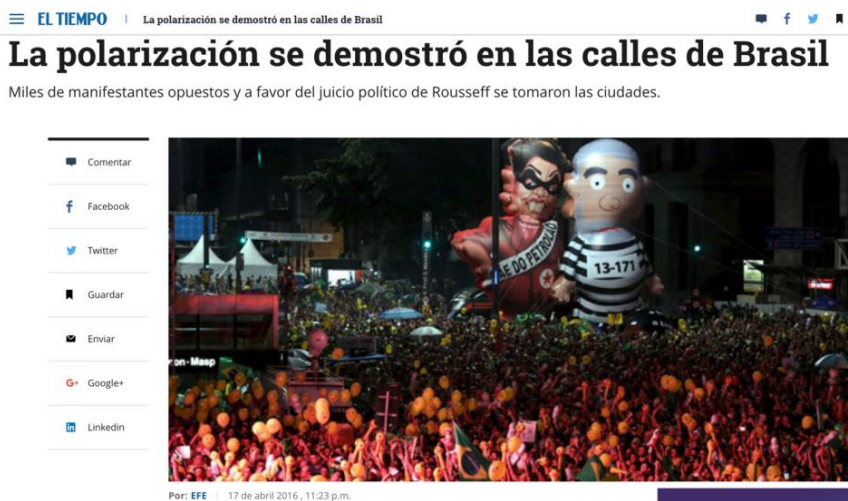 EL TIEMPO | La polarización se demostró en las calles de Brasil
La polarización se demostró en las calles de Brasil
Miles de manifestantes opuestos y a favor del juicio político de Rousseff se tomaron las ciudades.
Comentar
Facebook
Twitter
Guardar
Enviar
Google+
Linkedin
E DO PETROLÃO
13-171
on-Masp
Por: EFE | 17 de abril 2016 , 11:23 p.m.